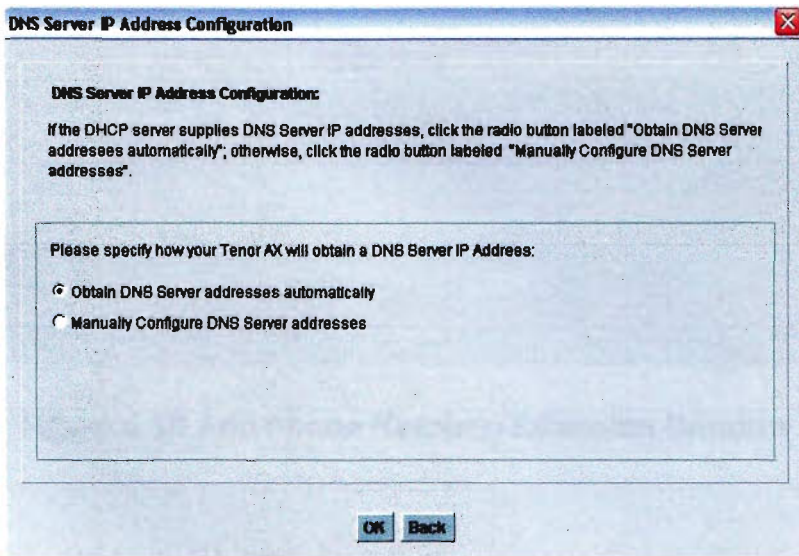 DNS Server IP Address Configuration
DNS Server IP Address Configuration:
If the DHCP server supplies DNS Server IP addresses, click the radio button labeled "Obtain DNS Server
addresees automatically"; otherwise, click the radio button labeled "Manually Configure DNS Server
addresses".
Please specify how your Tenor AX will obtain a DNS Server IP Address:
Obtain DNS Server addresses automatically
Manually Configure DNS Server addresses
OK Back